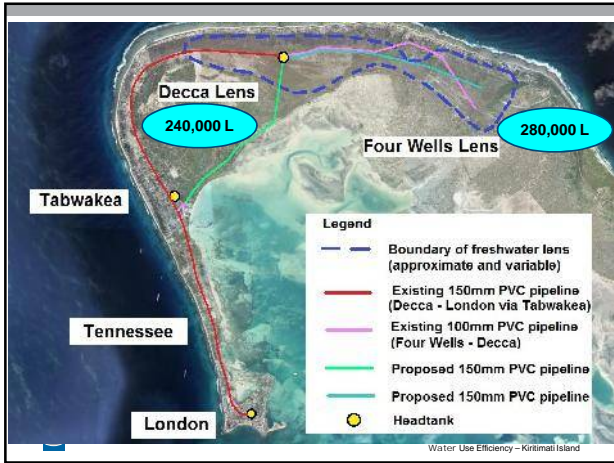 Decca Lens
240,000 L
Four Wells Lens
280,000 L
Tabwakea
Tennessee
London
Legend
Boundary of freshwater lens
(approximate and variable)
Existing 150mm PVC pipeline
(Decca - London via Tabwakea)
Existing 100mm PVC pipeline
(Four Wells - Decca)
Proposed 150mm PVC pipeline
Proposed 150mm PVC pipeline
Headtank
Water Use Efficiency – Kiritimati Island